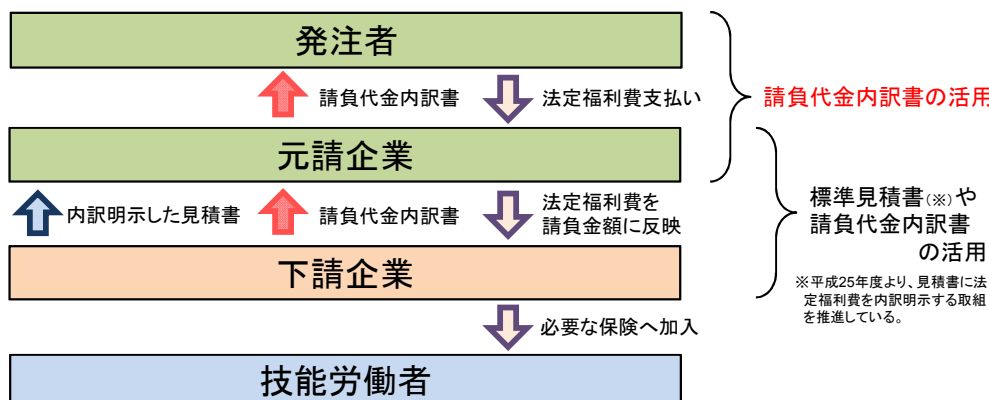 発注者
請負代金内訳書
法定福利費支払い
請負代金内訳書の活用
元請企業
内訳明示した見積書
請負代金内訳書
法定福利費を
請負金額に反映
標準見積書(※)や
請負代金内訳書
の活用
※平成25年度より、見積書に法
定福利費を内訳明示する取組
を推進している。
下請企業
必要な保険へ加入
技能労働者